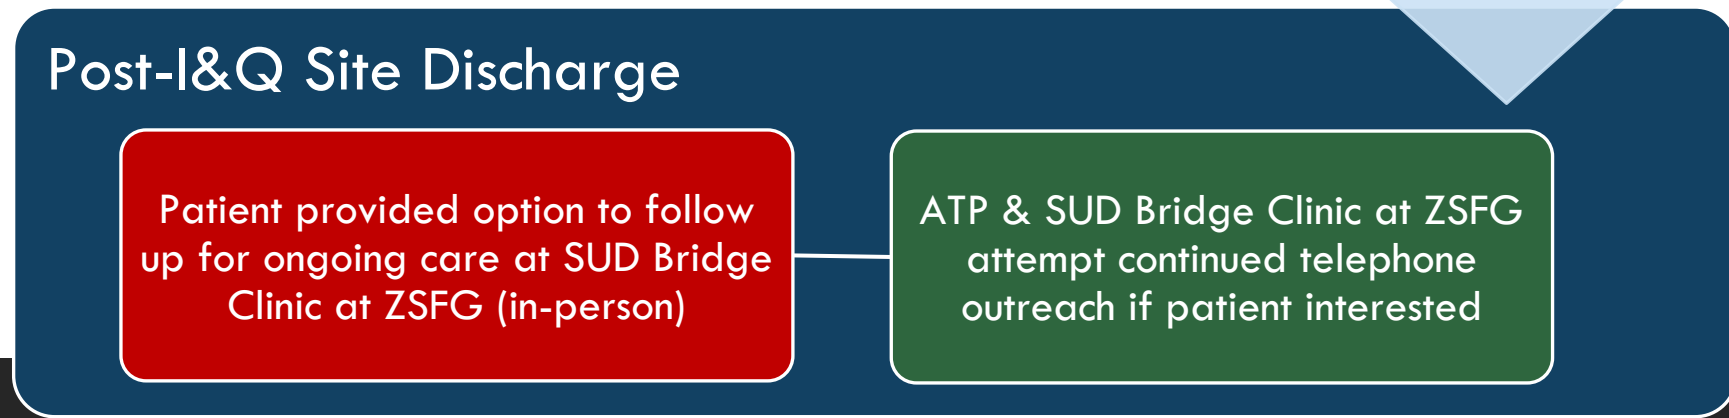 Post-I&Q Site Discharge
Patient provided option to follow
up for ongoing care at SUD Bridge
Clinic at ZSFG (in-person)
ATP & SUD Bridge Clinic at ZSFG
attempt continued telephone
outreach if patient interested